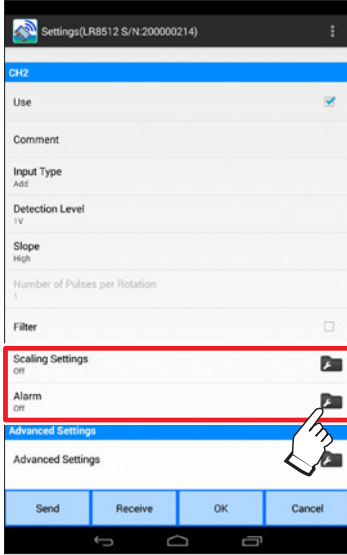 Settings(LR8512 S/N:200000214)
CH2
Use
Comment
Input Type
Add
Detection Level
1V
Slope
High
Number of Pulses per Rotation
1
Filter
Scaling Settings
Off
Alarm
Off
Advanced Settings
Advanced Settings
Send Receive OK Cancel